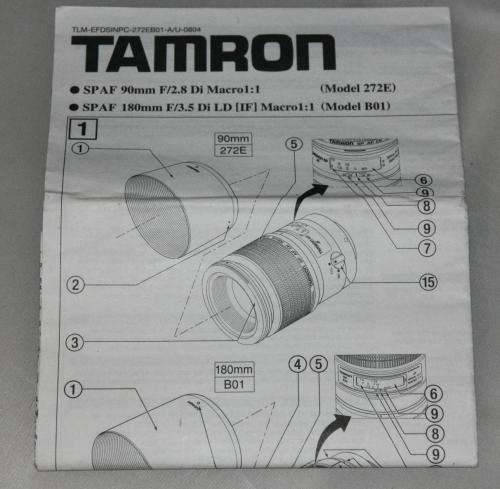 TLM-EFDSINPC-272EB01-A/U-0804
TAMRON
● SPAF 90mm F/2.8 Di Macro1:1 (Model 272E)
● SPAF 180mm F/3.5 Di LD [IF] Macro1:1 (Model B01)
1
① 90mm ⑤ TAMRON
272E
⑥
⑨
⑧
⑨
⑦
②
⑮
③
180mm ④ ⑤
B01
①
⑥
⑨
⑧
⑨